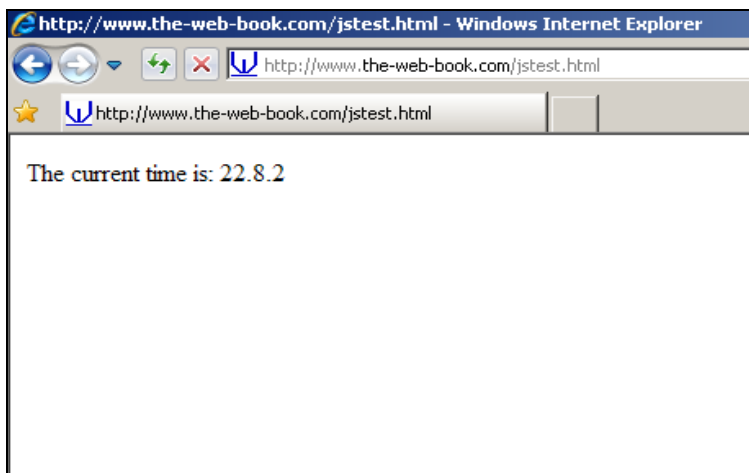 http://www.the-web-book.com/jstest.html - Windows Internet Explorer
http://www.the-web-book.com/jstest.html
http://www.the-web-book.com/jstest.html
The current time is: 22.8.2